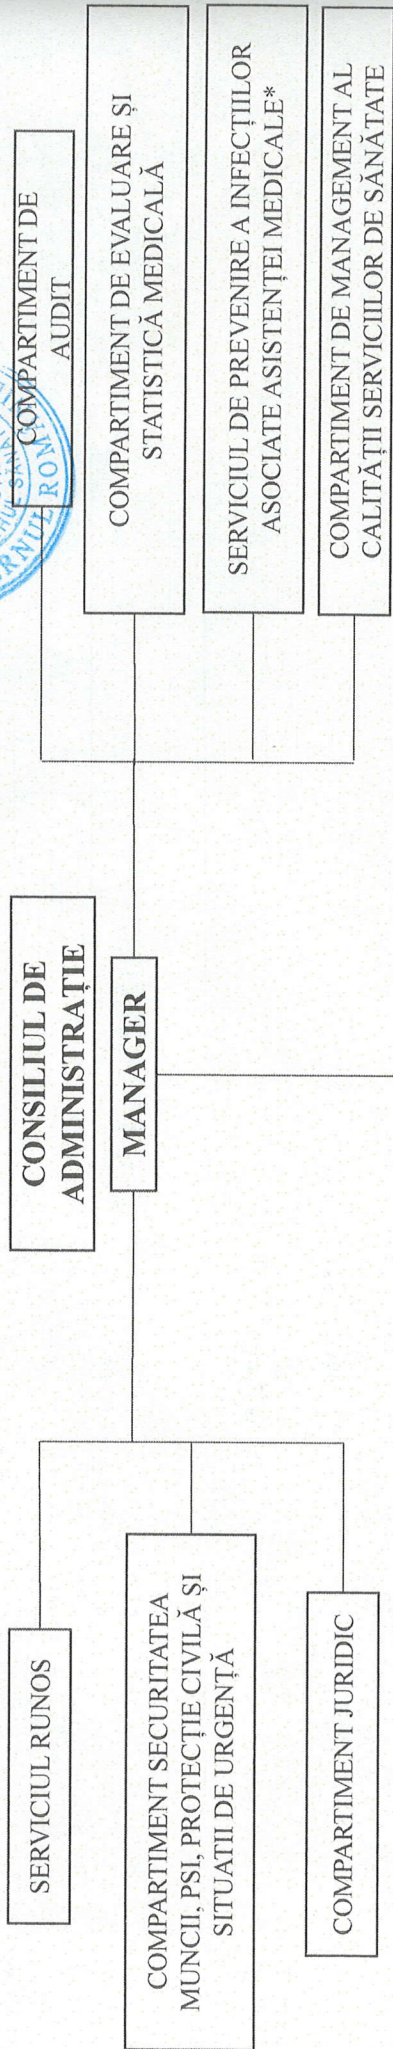 COMPARTIMENT DE
AUDIT
COMPARTIMENT DE EVALUARE ȘI
STATISTICĂ MEDICALĂ
SERVICIUL DE PREVENIRE A INFECȚIILOR
ASOCIATE ASISTENȚEI MEDICALE*
COMPARTIMENT DE MANAGEMENT AL
CALITĂȚII SERVICIILOR DE SĂNĂTATE
CONSILIUL DE
ADMINISTRAȚIE
MANAGER
SERVICIUL RUNOS
COMPARTIMENT SECURITATEA
MUNCII, PSI, PROTECȚIE CIVILĂ ȘI
SITUATII DE URGENȚĂ
COMPARTIMENT JURIDIC